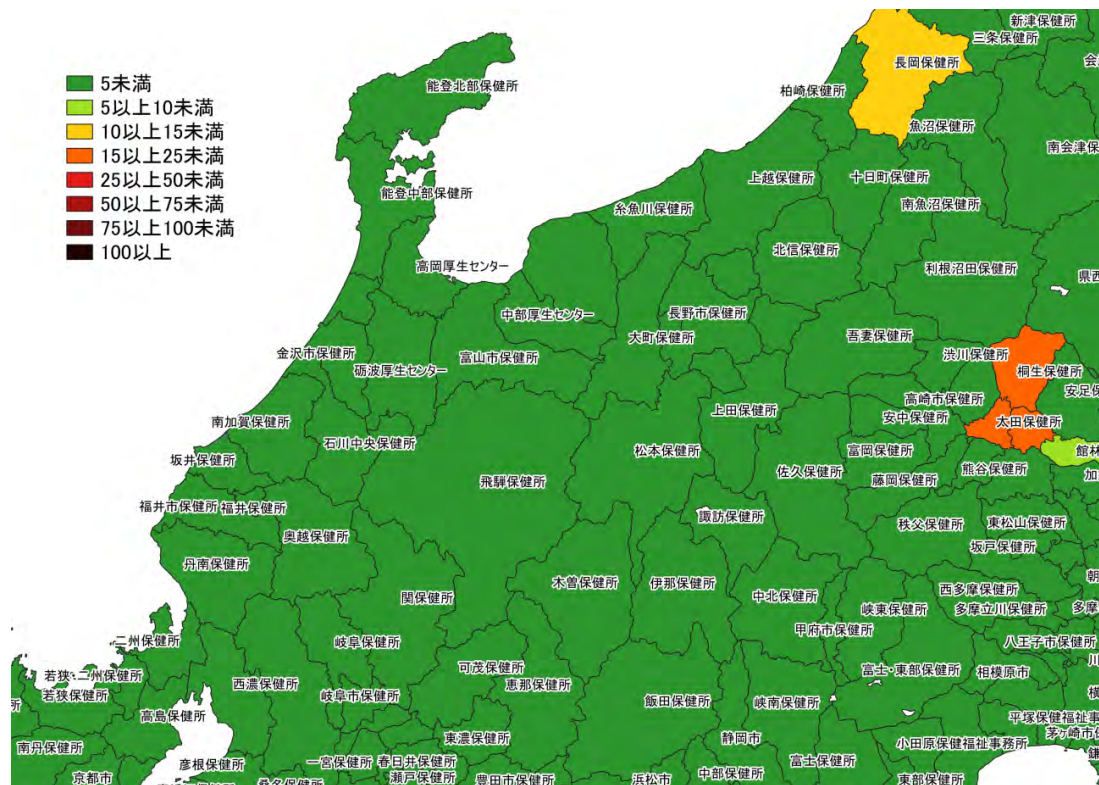 5未満
5以上10未満
10以上15未満
15以上25未満
25以上50未満
50以上75未満
75以上100未満
100以上
新津保健所
三条保健所
長岡保健所
能登北部保健所
柏崎保健所
魚沼保健所
南会津保
上越保健所
十日町保健所
能登中部保健所
南魚沼保健所
糸魚川保健所
北信保健所
高岡厚生センター
利根沼田保健所
県西
中部厚生センター
長野市保健所
大町保健所
吾妻保健所
金沢市保健所
富山市保健所
渋川保健所
砺波厚生センター
桐生保健所
安足保
高崎市保健所
上田保健所
安中保健所
太田保健所
南加賀保健所
石川中央保健所
松本保健所
富岡保健所
館林
坂井保健所
佐久保健所
熊谷保健所
飛騨保健所
藤岡保健所
福井市保健所
福井保健所
諏訪保健所
秩父保健所
東松山保健所
奥越保健所
坂戸保健所
丹南保健所
木曽保健所
伊那保健所
朝
西多摩保健所
関保健所
中北保健所
峡東保健所
多摩立川保健所
多摩
甲府市保健所
二州保健所
岐阜保健所
八王子市保健所
川
可茂保健所
富士・東部保健所
相模原市
若狭・二州保健所
西濃保健所
恵那保健所
若狭保健所
岐阜市保健所
飯田保健所
峡南保健所
横
所
高島保健所
平塚保健福祉事
東濃保健所
静岡市
茅ケ崎市保
南丹保健所
小田原保健福祉事務所
鎌
彦根保健所
一宮保健所
春日井保健所
富士保健所
京都市
桑名保健所
瀬戸保健所
豊田市保健所
浜松市
中部保健所
東部保健所